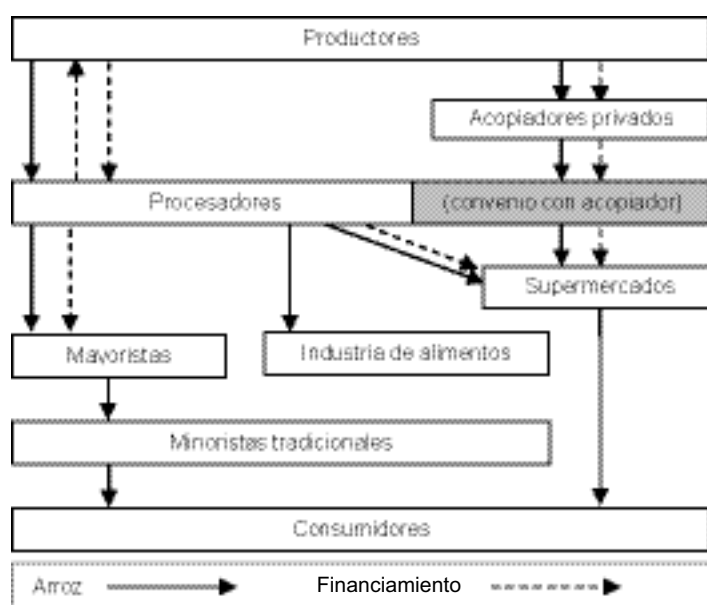 Productores
Acopiadores privados
Procesadores
(convenio con acopiador)
Supermercados
Mayoristas
Industria de alimentos
Minoristas tradicionales
Consumidores
Arroz
Financiamiento